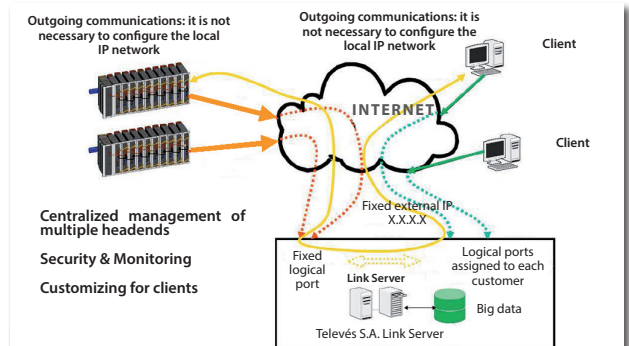 Outgoing communications: it is not
necessary to configure the local
IP network
Outgoing communications: it is
not necessary to configure the
local IP network
Client
INTERNET
Client
Fixed external IP
X.X.X.X
Centralized management of
multiple headends
Security & Monitoring
Customizing for clients
Fixed
logical
port
Logical ports
assigned to each
customer
Link Server
Big data
Televés S.A. Link Server